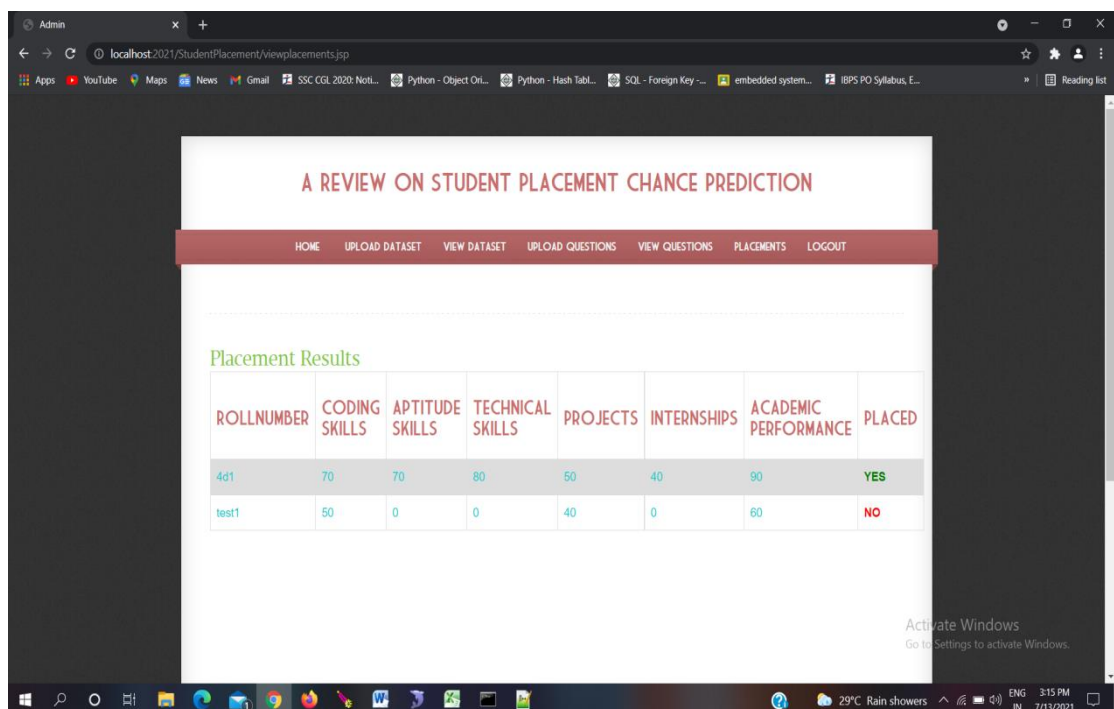 Admin
localhost:2021/StudentPlacement/viewplacements.jsp
Apps YouTube Maps News Gmail SSC CGL 2020: Noti... Python - Object Ori... Python - Hash Tabl... SQL - Foreign Key -... embedded system... IBPS PO Syllabus, E... » Reading list
A REVIEW ON STUDENT PLACEMENT CHANCE PREDICTION
HOME UPLOAD DATASET VIEW DATASET UPLOAD QUESTIONS VIEW QUESTIONS PLACEMENTS LOGOUT
Placement Results
ROLLNUMBER CODING SKILLS APTITUDE SKILLS TECHNICAL SKILLS PROJECTS INTERNSHIPS ACADEMIC PERFORMANCE PLACED
4d1 70 70 80 50 40 90 YES
test1 50 0 0 40 0 60 NO
Activate Windows
Go to Settings to activate Windows.
29°C Rain showers ENG 3:15 PM
IN 7/13/2021